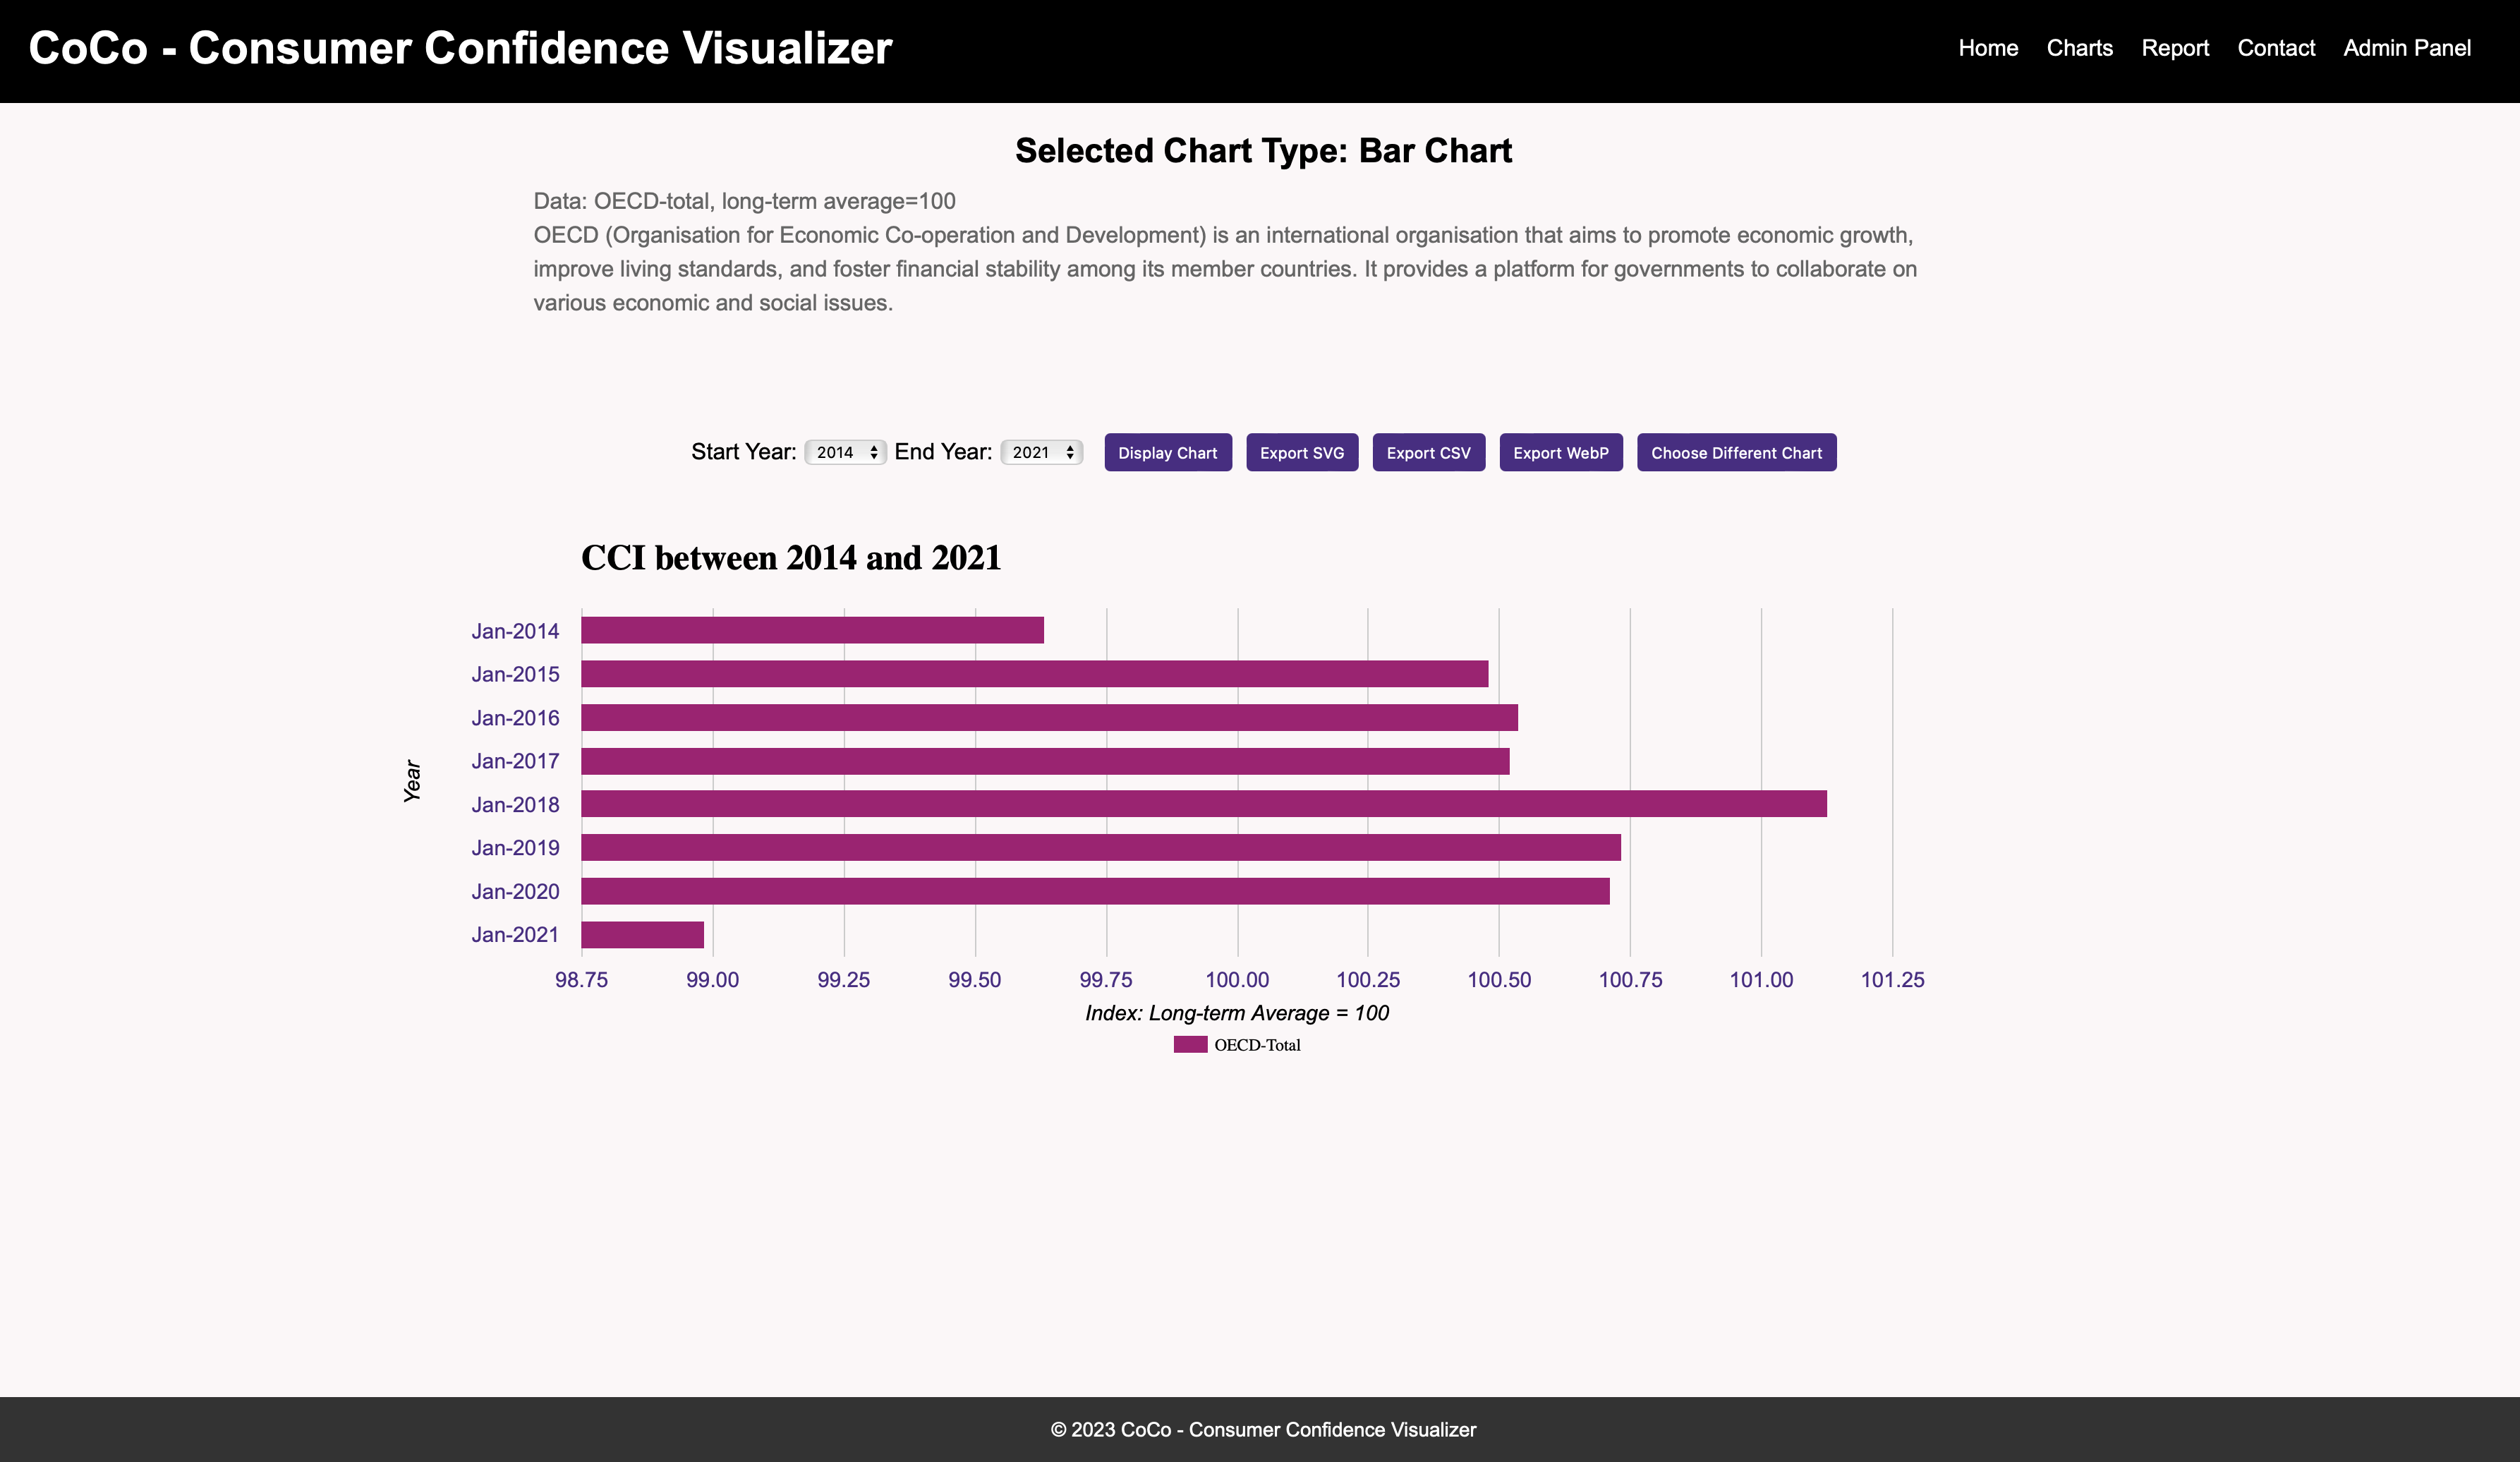 CoCo - Consumer Confidence Visualizer
Home Charts Report Contact Admin Panel
Selected Chart Type: Bar Chart
Data: OECD-total, long-term average=100
OECD (Organisation for Economic Co-operation and Development) is an international organisation that aims to promote economic growth,
improve living standards, and foster financial stability among its member countries. It provides a platform for governments to collaborate on
various economic and social issues.
Start Year: 2014 End Year: 2021 Display Chart Export SVG Export CSV Export WebP Choose Different Chart
CCI between 2014 and 2021
Year
Jan-2014
Jan-2015
Jan-2016
Jan-2017
Jan-2018
Jan-2019
Jan-2020
Jan-2021
98.75 99.00 99.25 99.50 99.75 100.00 100.25 100.50 100.75 101.00 101.25
Index: Long-term Average = 100
OECD-Total
© 2023 CoCo - Consumer Confidence Visualizer